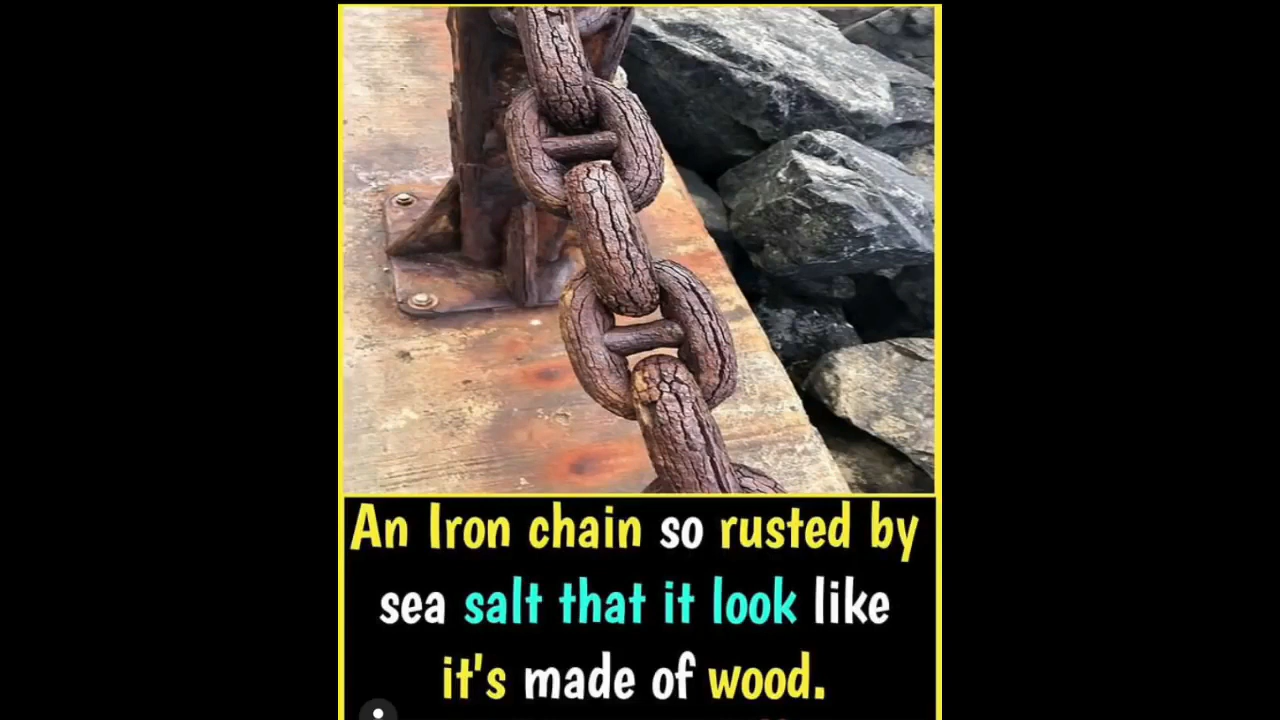 An Iron chain so rusted by
sea salt that it look like
it's made of wood.